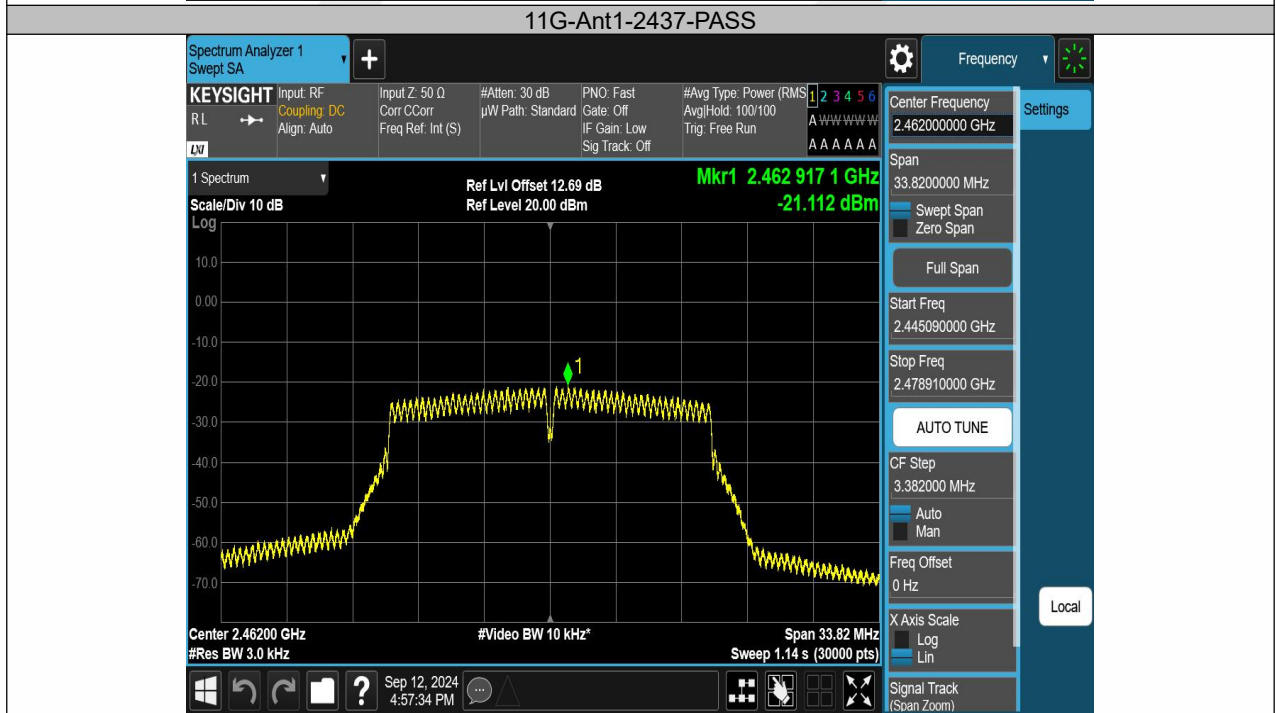 11G-Ant1-2437-PASS
Spectrum Analyzer 1
Swept SA
+
Frequency
KEYSIGHT
RL
LXI
Input: RF
Coupling: DC
Align: Auto
Input Z: 50 Ω
Corr CCorr
Freq Ref: Int (S)
#Atten: 30 dB
µW Path: Standard
PNO: Fast
Gate: Off
IF Gain: Low
Sig Track: Off
#Avg Type: Power (RMS
Avg|Hold: 100/100
Trig: Free Run
1 2 3 4 5 6
A W W W W W
A A A A A A
1 Spectrum
Scale/Div 10 dB
Log
Ref Lvl Offset 12.69 dB
Ref Level 20.00 dBm
Mkr1 2.462 917 1 GHz
-21.112 dBm
10.0
0.00
-10.0
-20.0
-30.0
-40.0
-50.0
-60.0
-70.0
1
Center 2.46200 GHz
#Res BW 3.0 kHz
#Video BW 10 kHz*
Span 33.82 MHz
Sweep 1.14 s (30000 pts)
Center Frequency
2.462000000 GHz
Settings
Span
33.8200000 MHz
Swept Span
Zero Span
Full Span
Start Freq
2.445090000 GHz
Stop Freq
2.478910000 GHz
AUTO TUNE
CF Step
3.382000 MHz
Auto
Man
Freq Offset
0 Hz
X Axis Scale
Log
Lin
Local
Signal Track
(Span Zoom)
?
Sep 12, 2024
4:57:34 PM